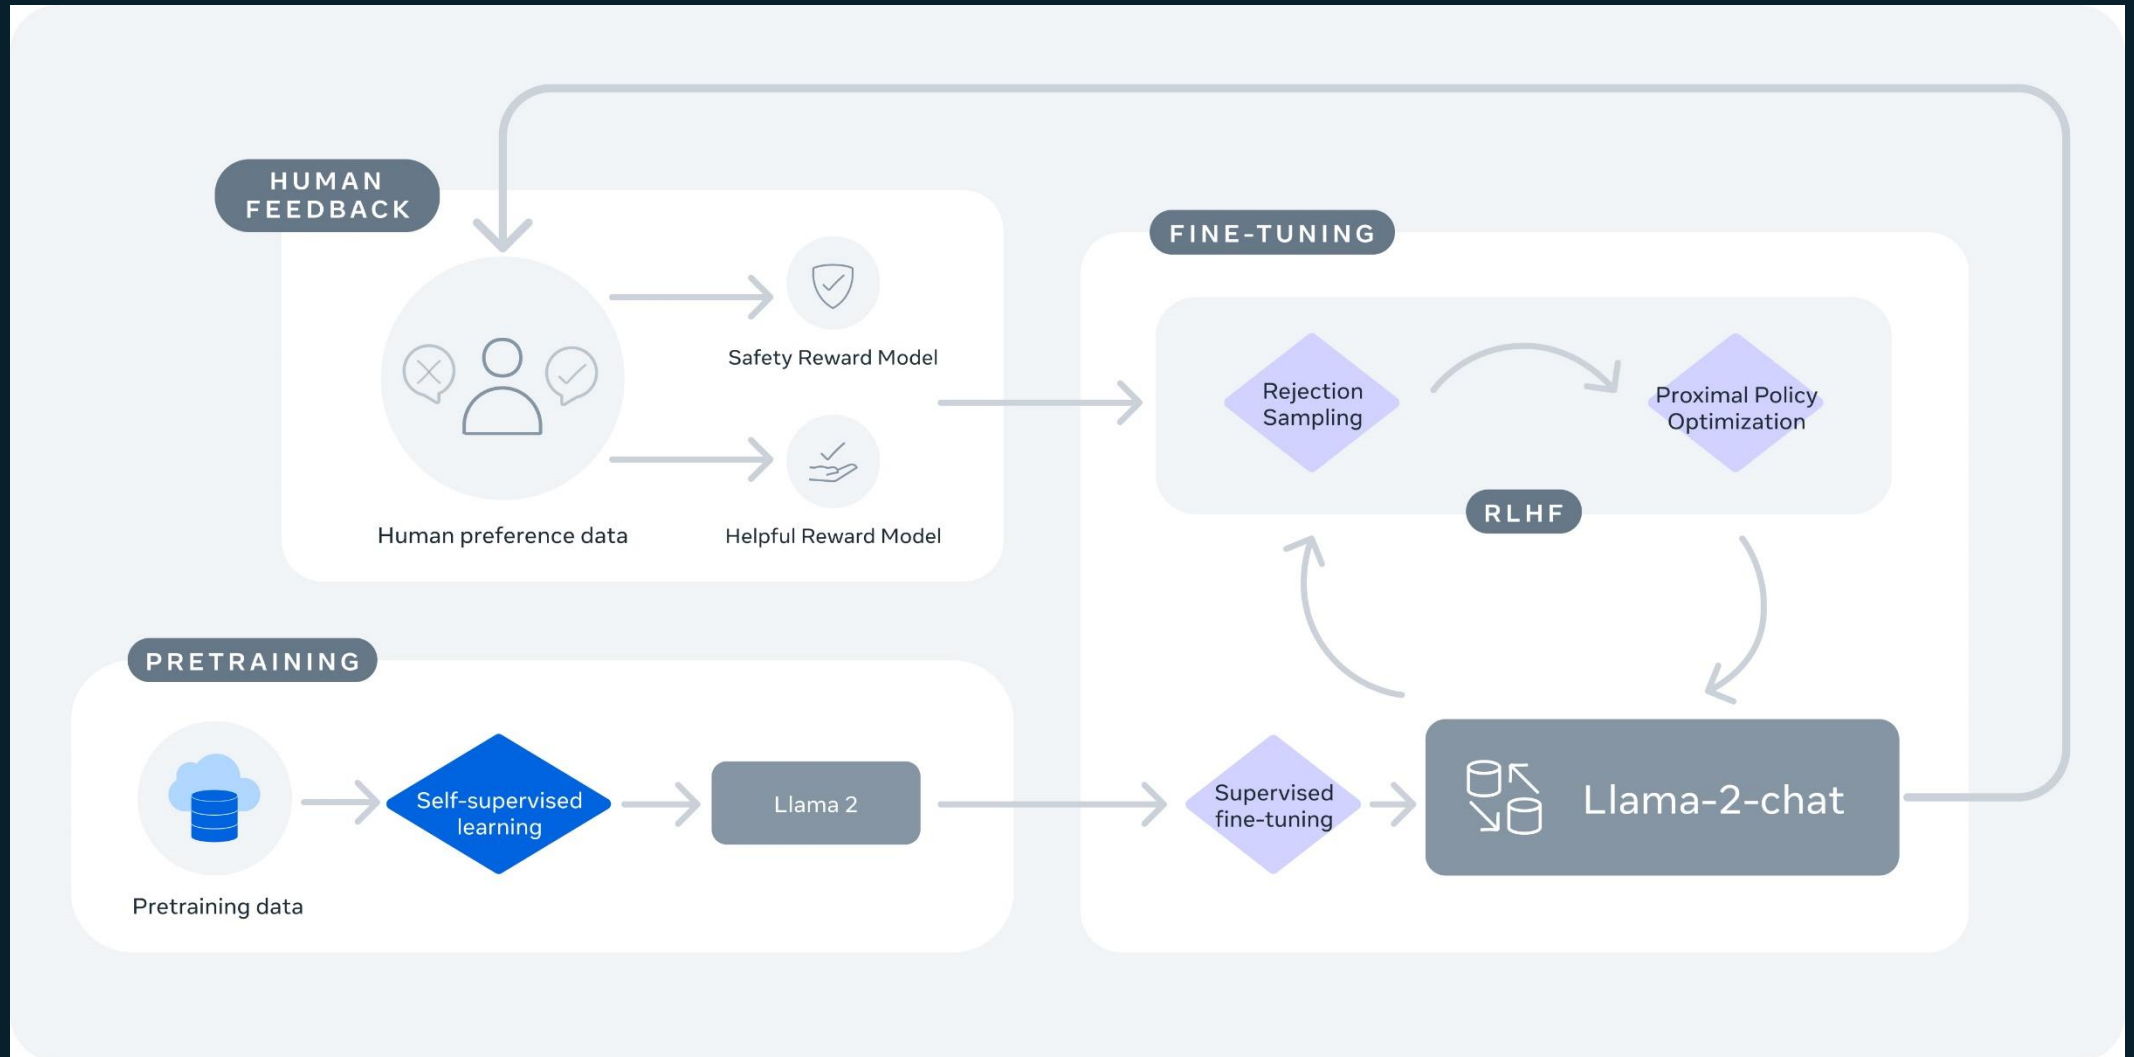 HUMAN
FEEDBACK
Safety Reward Model
Human preference data
Helpful Reward Model
FINE-TUNING
Rejection
Sampling
Proximal Policy
Optimization
RLHF
PRETRAINING
Pretraining data
Self-supervised
learning
Llama 2
Supervised
fine-tuning
Llama-2-chat